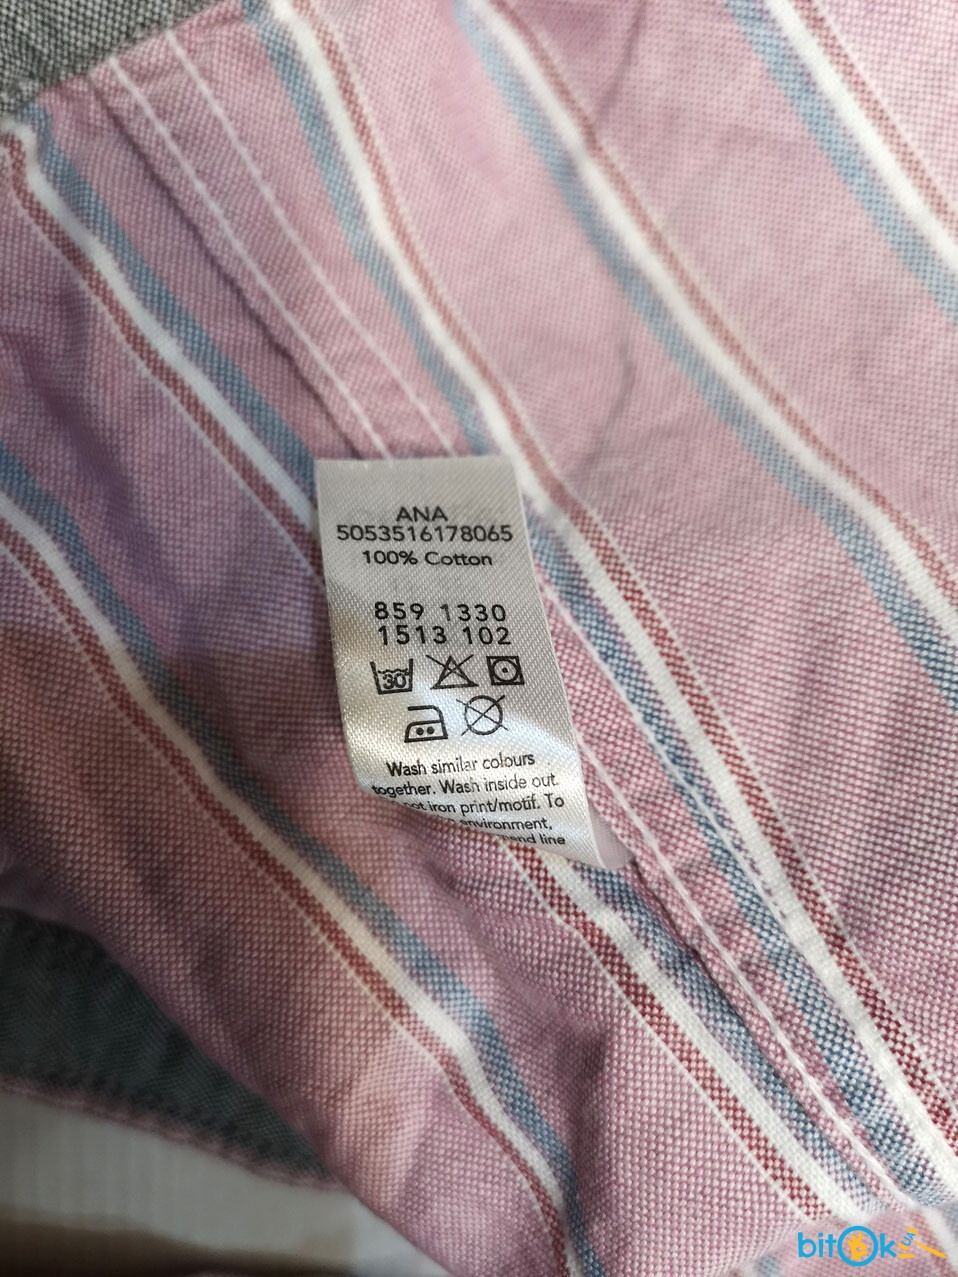 ANA
5053516178065
100% Cotton
859 1330
1513 102
30
Wash similar colours
together. Wash inside out.
not iron print/motif. To
environment,
line
bitok